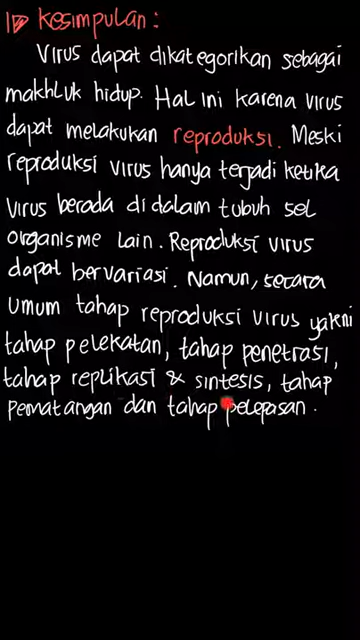 1▷ Kesimpulan :
Virus dapat dikategorikan sebagai
makhluk hidup. Hal ini karena virus
dapat melakukan reproduksi. Meski
reproduksi virus hanya terjadi ketika
virus berada di dalam tubuh sel
organisme lain. Reproduksi virus
dapat bervariasi. Namun, secara
umum tahap reproduksi virus yakni
tahap pelekatan, tahap penetrasi,
tahap replikasi & sintesis, tahap
pematangan dan tahap pelepasan.